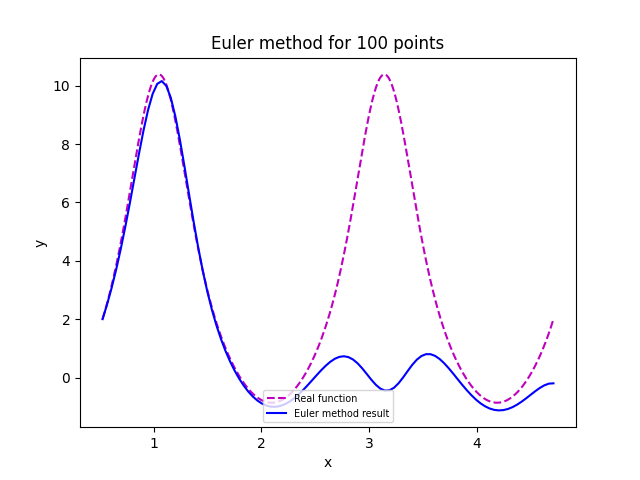 Euler method for 100 points
10
8
6
4
2
0
y
Real function
Euler method result
1
2
3
4
x